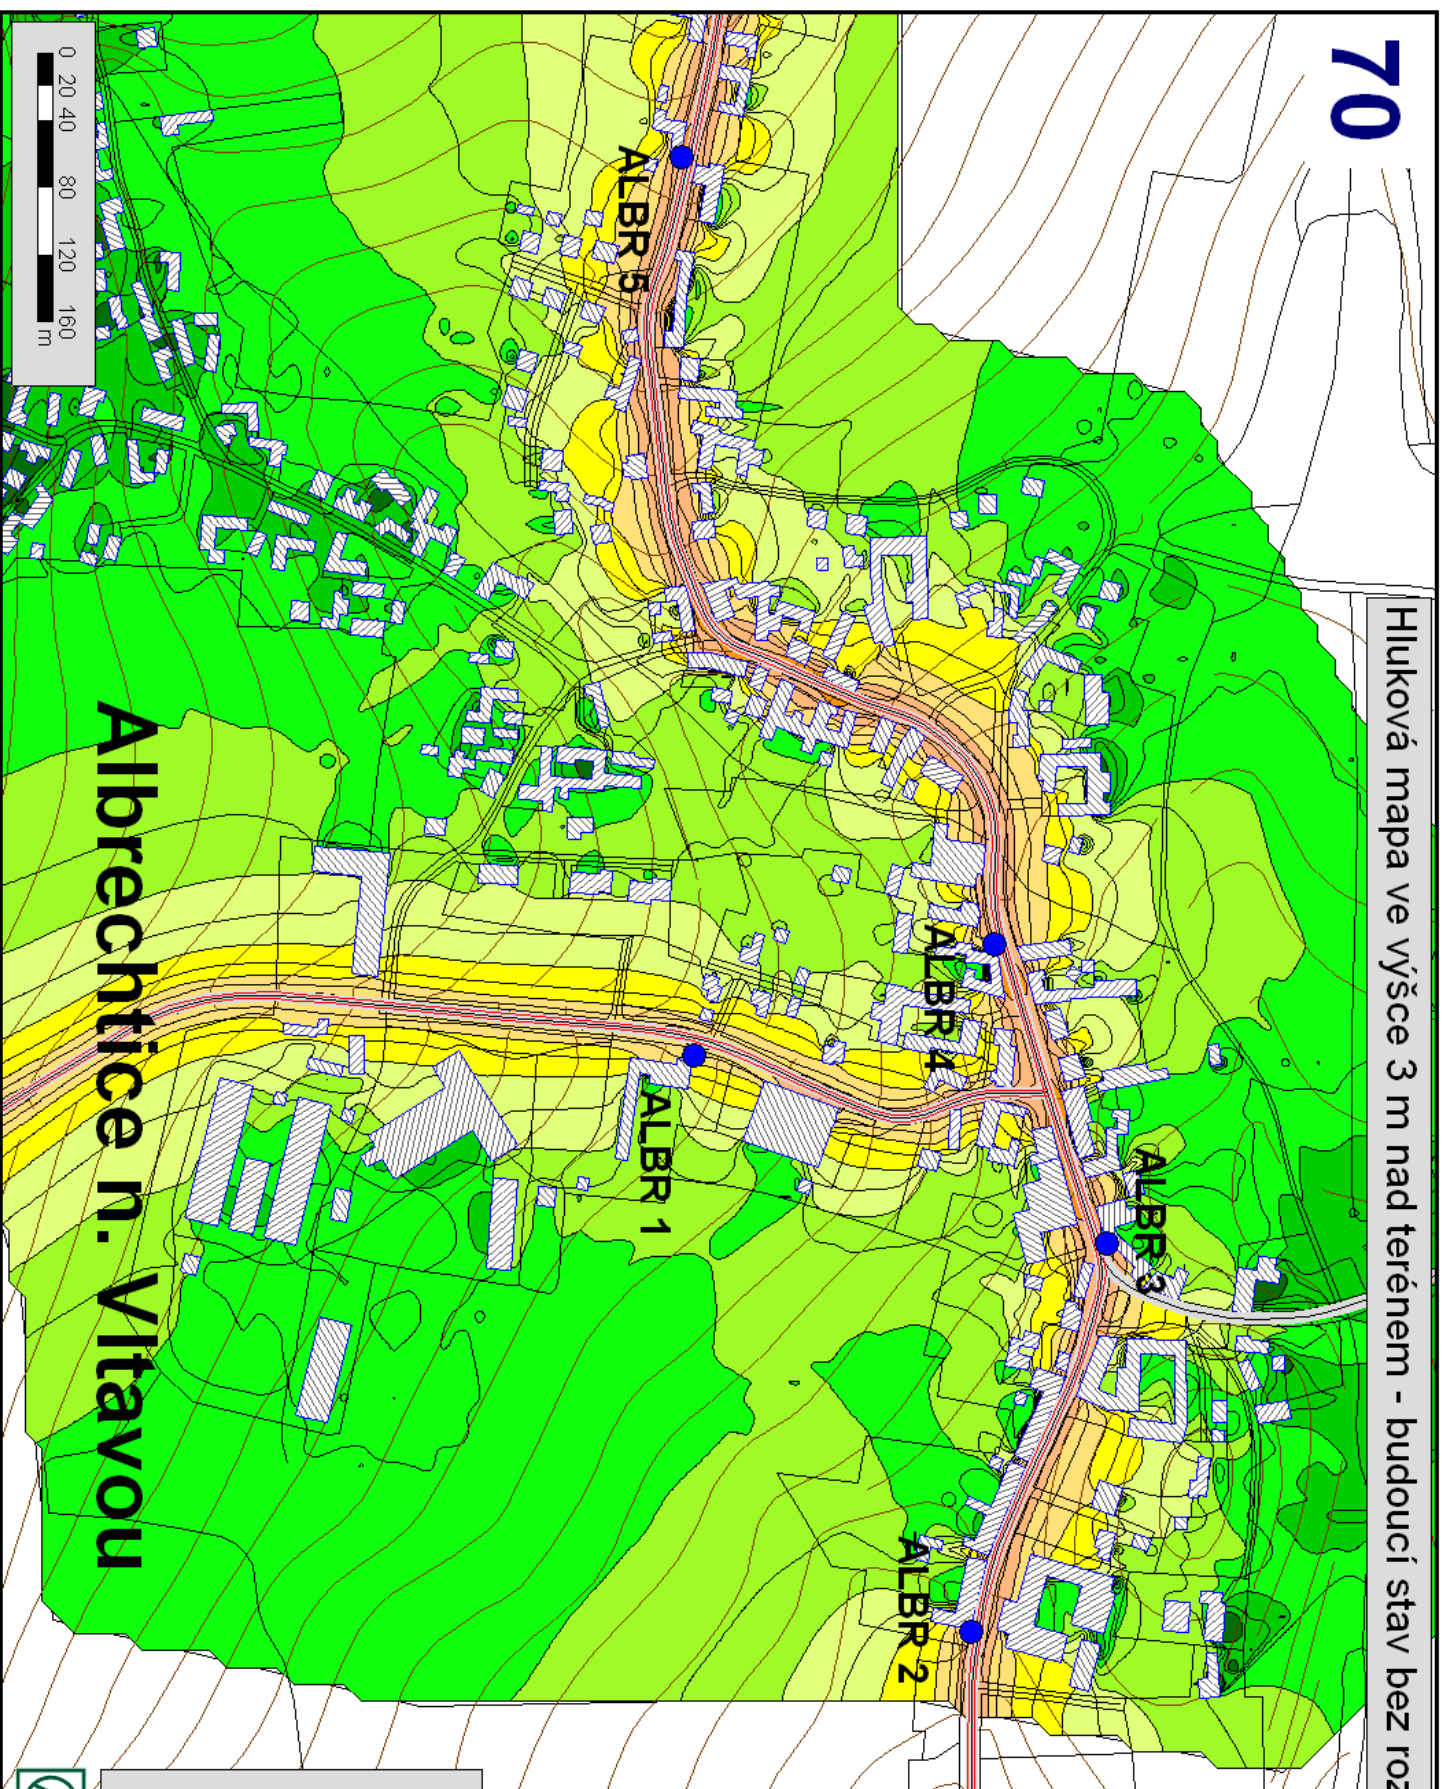 70
Hluková mapa ve výšce 3 m nad terénem - budoucí stav bez
ALBR 5
ALBR 4
ALBR 3
ALBR 1
ALBR 2
Albrechtice n. Vltavou
0 20 40 80 120 160
m